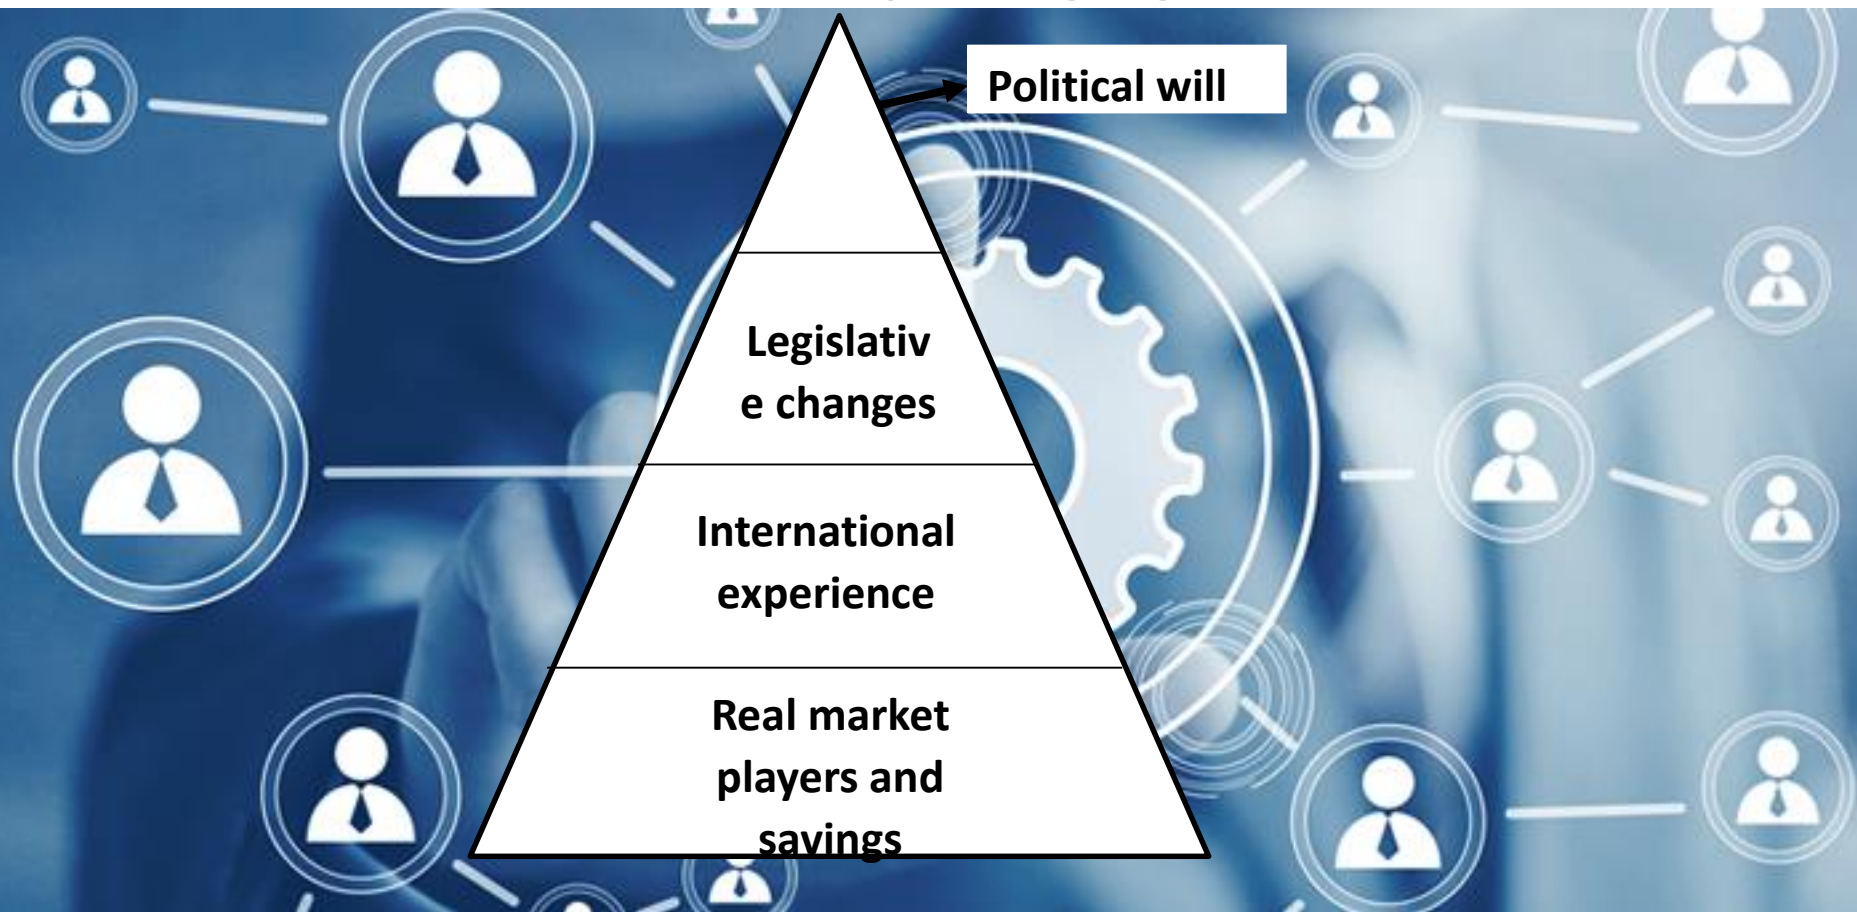 Political will
Legislativ
e changes
International
experience
Real market
players and
savings